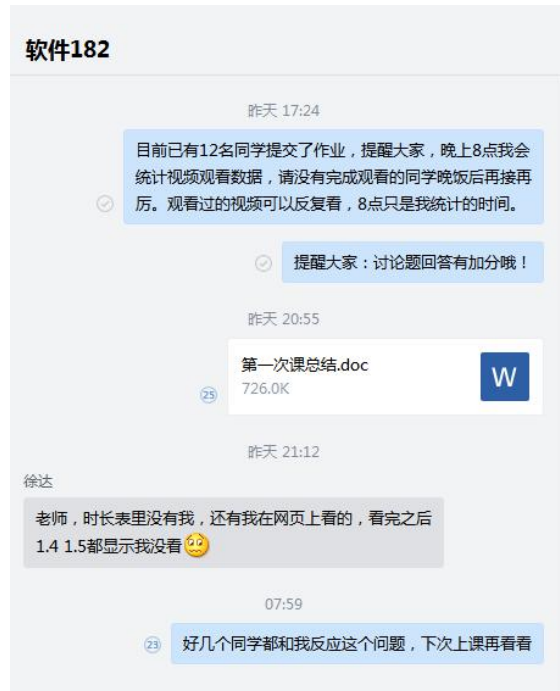 软件182
昨天 17:24
目前已有12名同学提交了作业，提醒大家，晚上8点我会
统计视频观看数据，请没有完成观看的同学晚饭后再接再
厉。观看过的视频可以反复看，8点只是我统计的时间。
提醒大家：讨论题回答有加分哦！
昨天 20:55
第一次课总结.doc
726.0K
W
25
昨天 21:12
徐达
老师，时长表里没有我，还有我在网页上看的，看完之后
1.4 1.5都显示我没看
07:59
23
好几个同学都和我反应这个问题，下次上课再看看